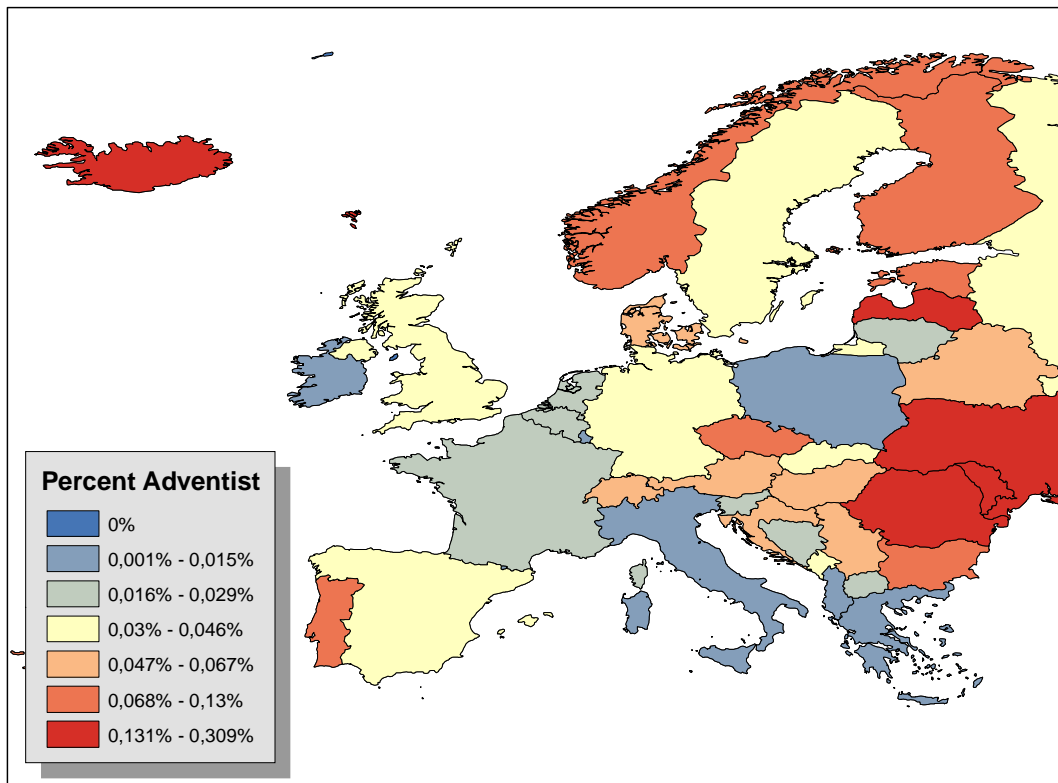 Percent Adventist
0%
0,001% - 0,015%
0,016% - 0,029%
0,03% - 0,046%
0,047% - 0,067%
0,068% - 0,13%
0,131% - 0,309%